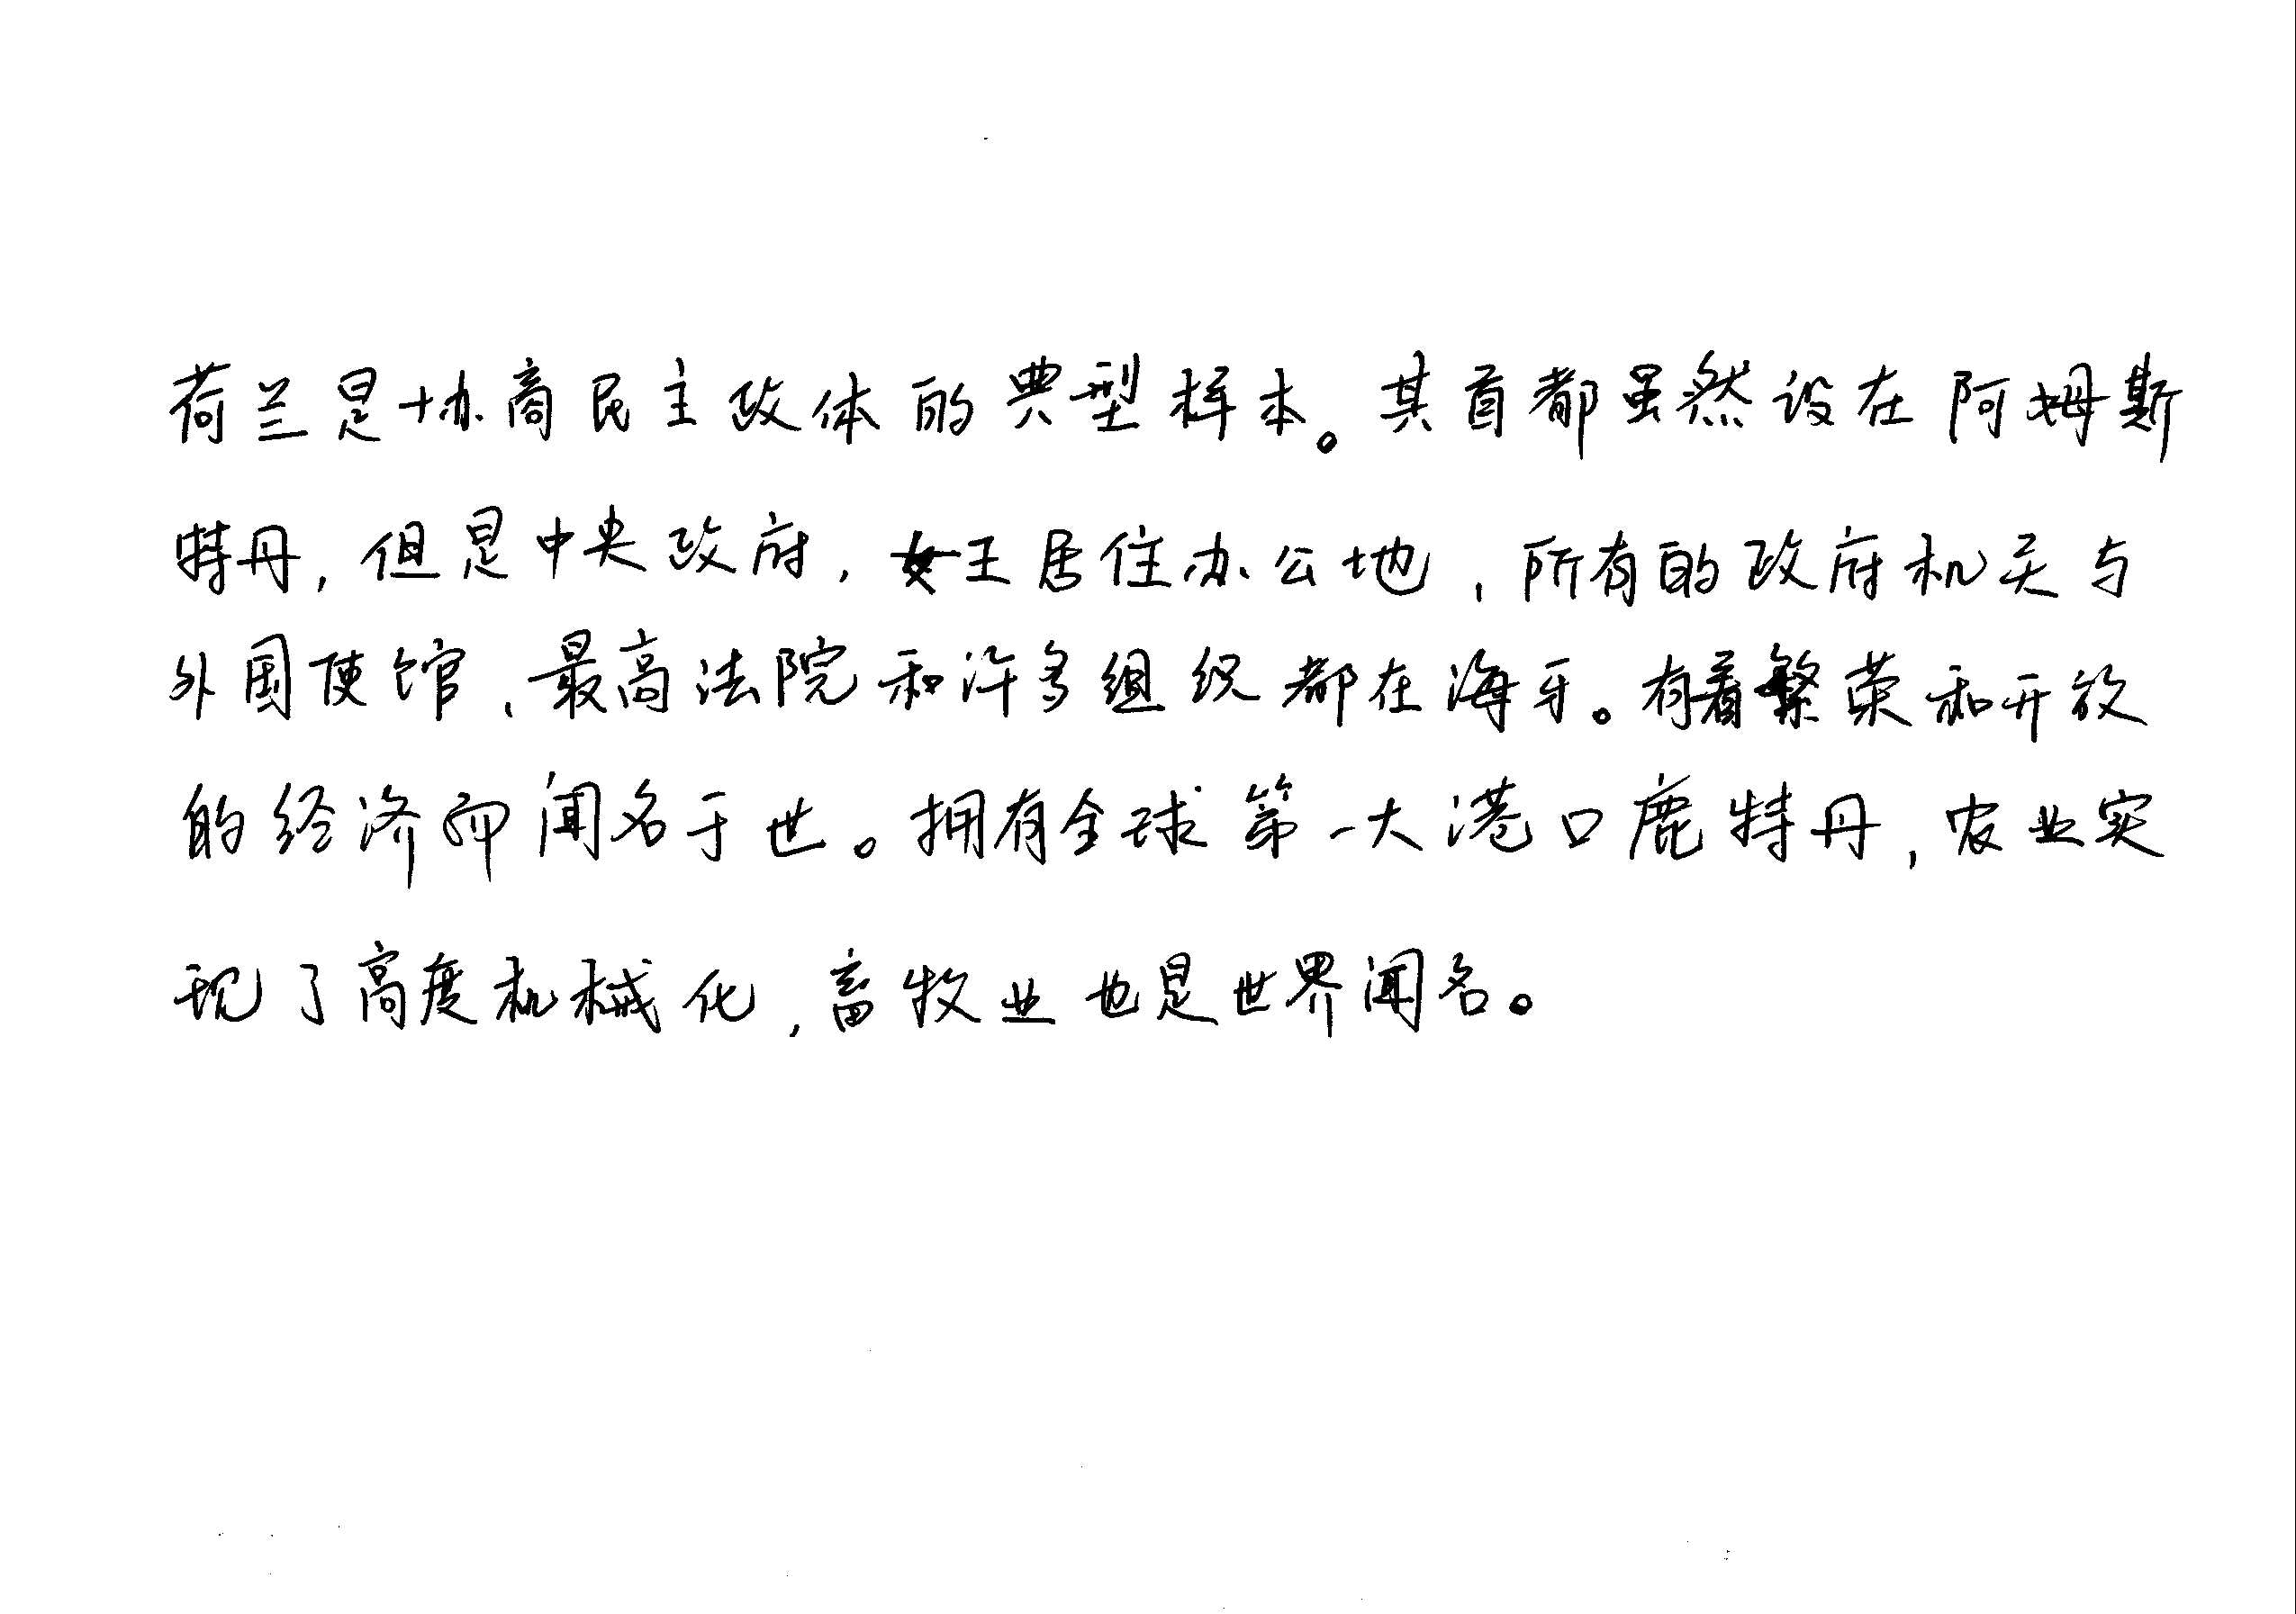 荷兰是协商民主政体的典型样本。其首都虽然设在阿姆斯
特丹，但是中央政府，女王居住办公地，所有的政府机关与
外国使馆、最高法院和许多组织都在海牙。有着繁荣和开放
的经济而闻名于世。拥有全球第一大港口鹿特丹，农业实
现了高度机械化，畜牧业也是世界闻名。